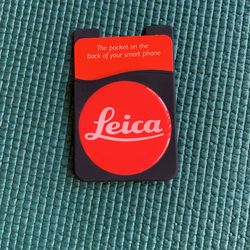 The pocket on the
back of your smart phone
Leica